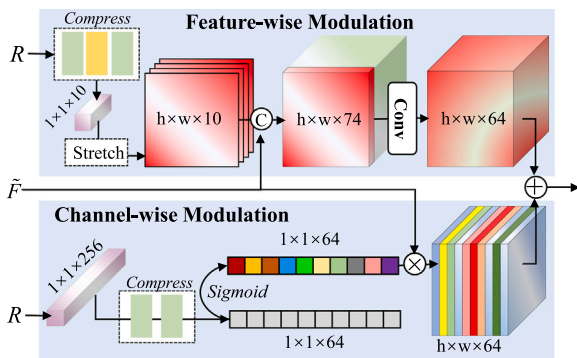 Feature-wise Modulation
Compress
R
1×1×10
Stretch
h×w×10
C
h×w×74
Conv
h×w×64
F̃
Channel-wise Modulation
1×1×256
R
Compress
1×1×64
Sigmoid
1×1×64
h×w×64